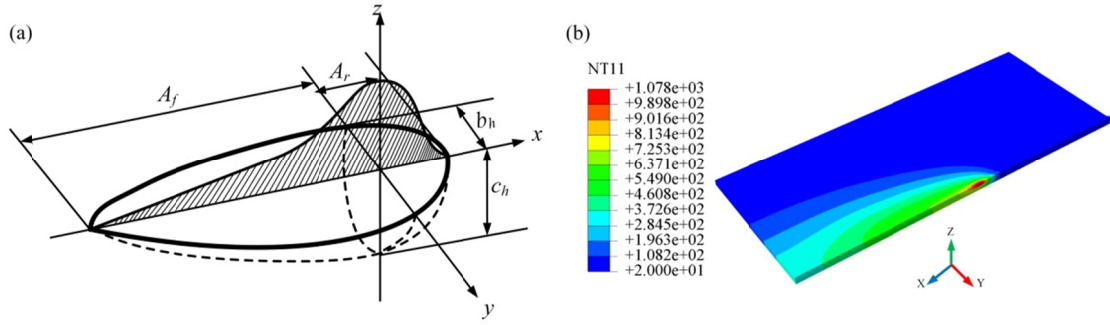 (a)
z
A_f
A_r
b_h
x
c_h
y
(b)
NT11
+1.078e+03
+9.898e+02
+9.016e+02
+8.134e+02
+7.253e+02
+6.371e+02
+5.490e+02
+4.608e+02
+3.726e+02
+2.845e+02
+1.963e+02
+1.082e+02
+2.000e+01
Z
X
Y